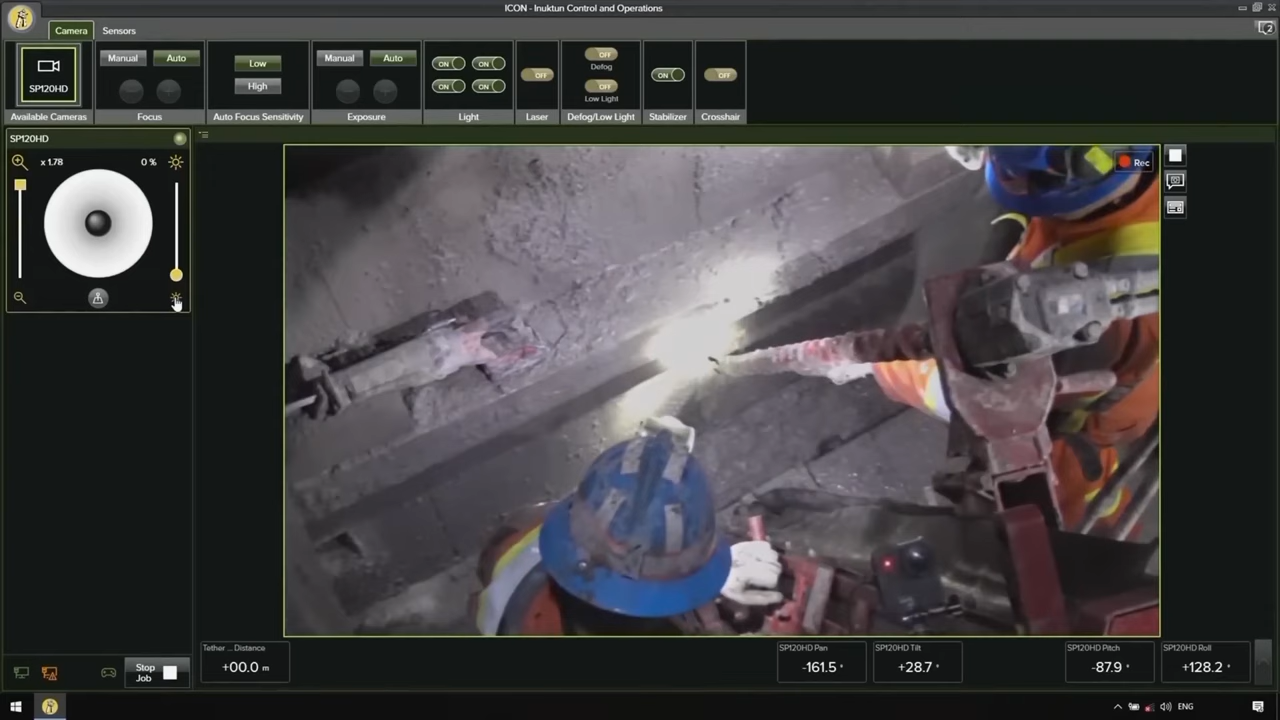 ICON - Inuktun Control and Operations
Camera Sensors
2
SP120HD
Manual Auto
Low
High
Manual Auto
ON ON
ON ON
OFF
OFF
Defog
OFF
Low Light
ON
OFF
Available Cameras
Focus
Auto Focus Sensitivity
Exposure
Light
Laser
Defog/Low Light
Stabilizer
Crosshair
SP120HD
x 1.78 0 %
Rec
Stop
Job
Tether ... Distance
+00.0 m
SP120HD Pan
-161.5 °
SP120HD Tilt
+28.7 °
SP120HD Pitch
-87.9 °
SP120HD Roll
+128.2 °
ENG